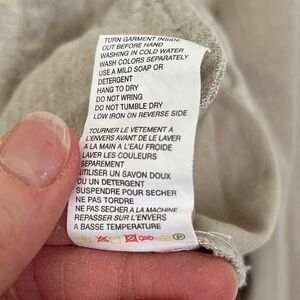 TURN GARMENT INSIDE
OUT BEFORE HAND
WASHING IN COLD WATER
WASH COLORS SEPARATELY
USE A MILD SOAP OR
DETERGENT
HANG TO DRY
DO NOT WRING
DO NOT TUMBLE DRY
LOW IRON ON REVERSE SIDE
TOURNER LE VETEMENT A
L'ENVERS AVANT DE LAVER
A LA MAIN A L'EAU FROIDE
LAVER LES COULEURS
SEPAREMENT
UTILISER UN SAVON DOUX
OU UN DETERGENT
SUSPENDRE POUR SECHER
NE PAS TORDRE
NE PAS SECHER A LA MACHINE
REPASSER SUR L'ENVERS
A BASSE TEMPERATURE